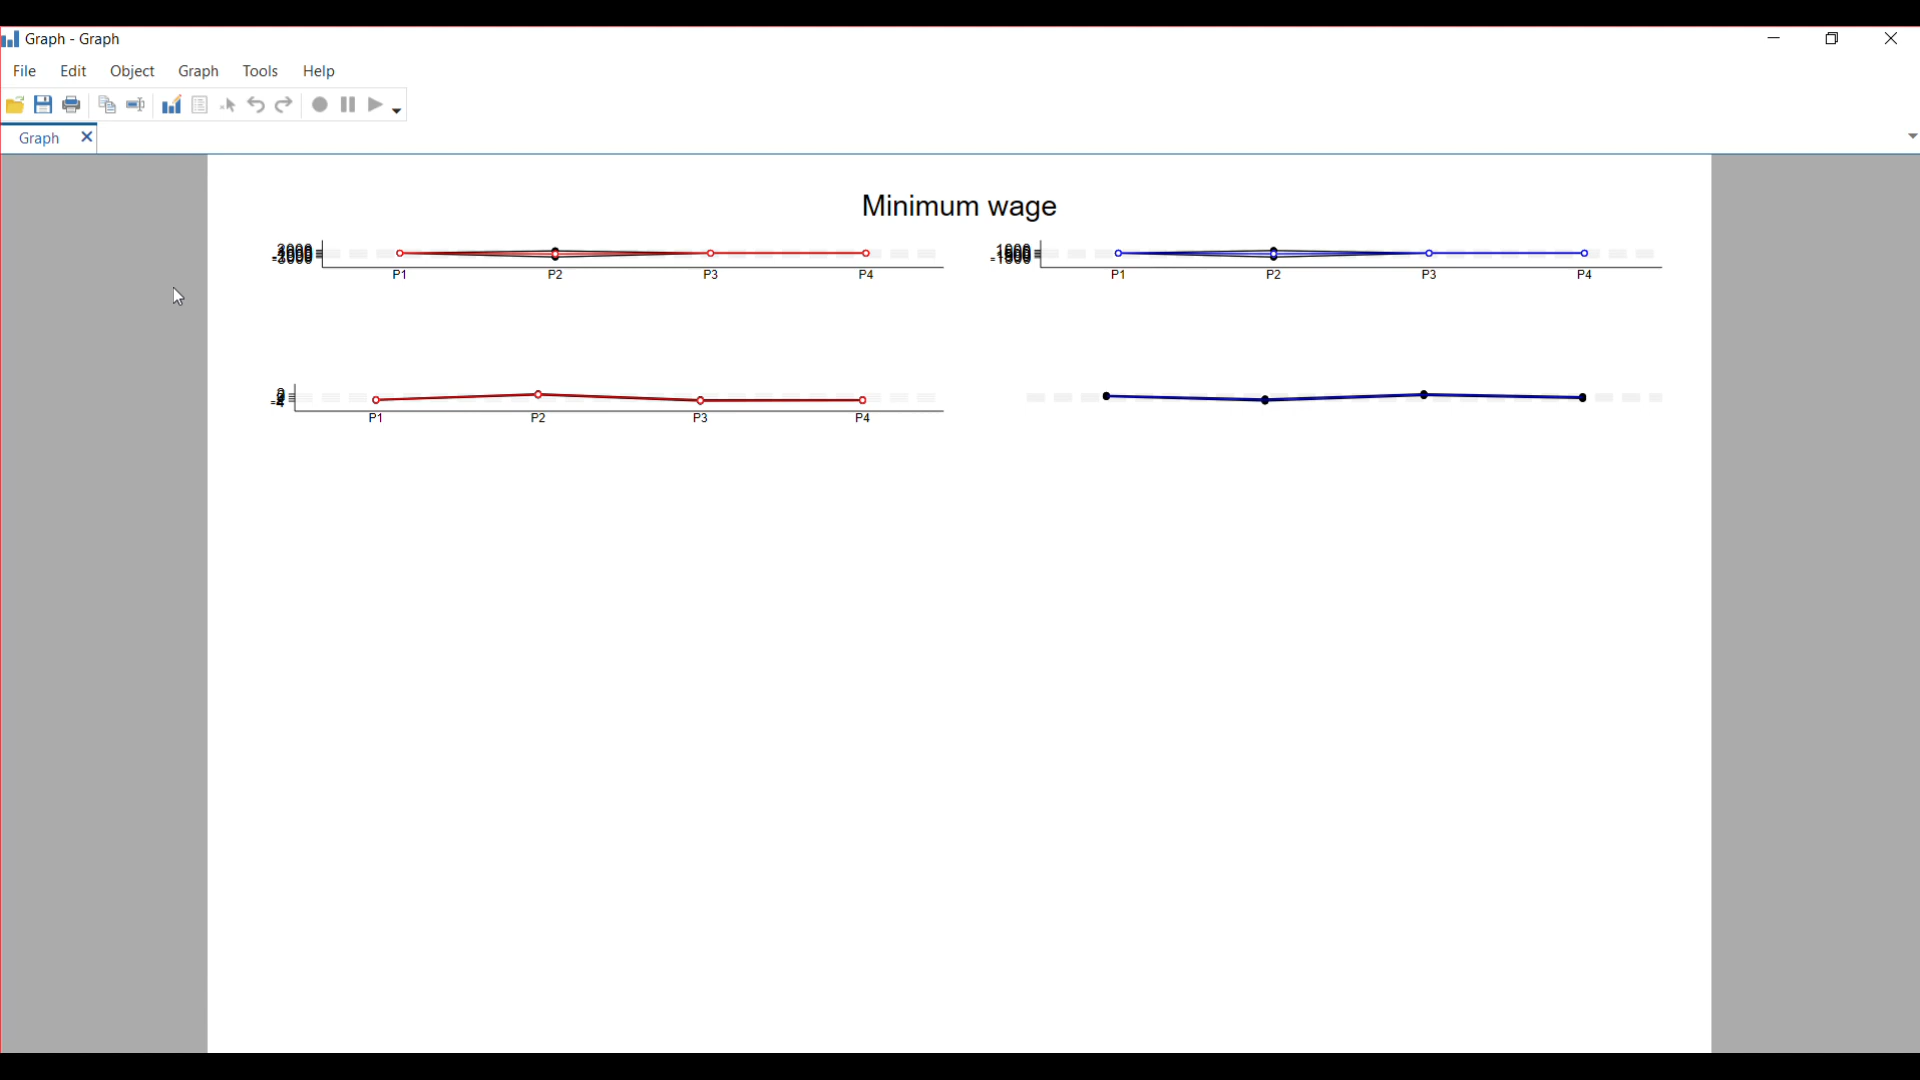 Graph - Graph
File Edit Object Graph Tools Help
Graph
Minimum wage
P1 P2 P3 P4
P1 P2 P3 P4
P1 P2 P3 P4